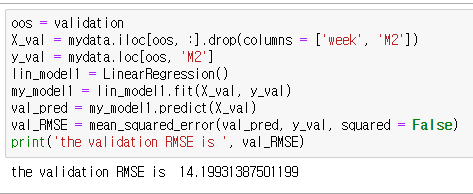 oos = validation
X_val = mydata.iloc[oos, :].drop(columns = ['week', 'M2'])
y_val = mydata.loc[oos, 'M2']
lin_model1 = LinearRegression()
my_model1 = lin_model1.fit(X_val, y_val)
val_pred = my_model1.predict(X_val)
val_RMSE = mean_squared_error(val_pred, y_val, squared = False)
print('the validation RMSE is ', val_RMSE)
the validation RMSE is  14.19931387501199